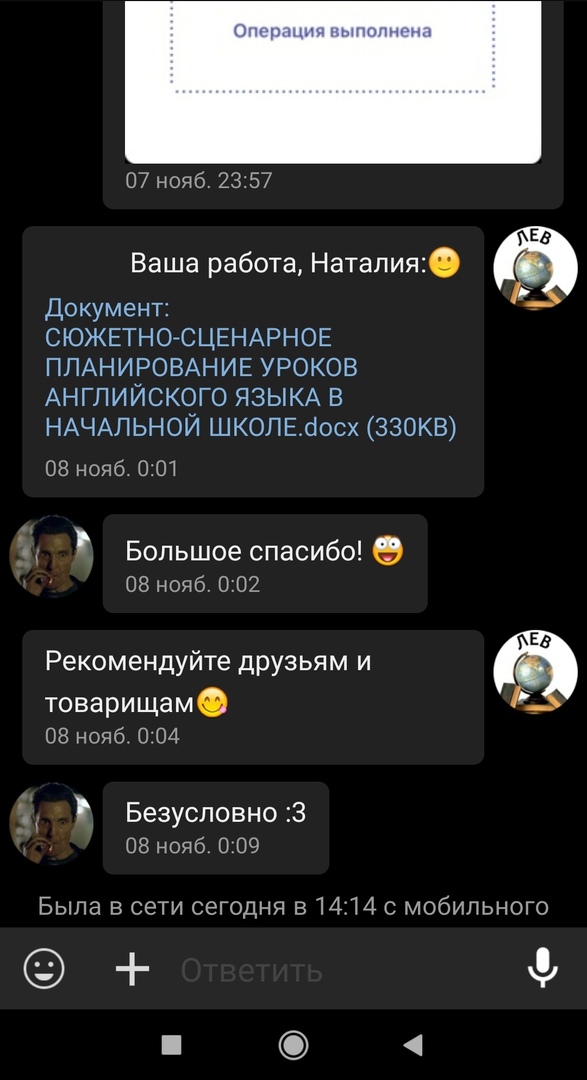 Операция выполнена
07 нояб. 23:57
ЛЕВ
Ваша работа, Наталия:🙂
Документ:
СЮЖЕТНО-СЦЕНАРНОЕ
ПЛАНИРОВАНИЕ УРОКОВ
АНГЛИЙСКОГО ЯЗЫКА В
НАЧАЛЬНОЙ ШКОЛЕ.docx (330KB)
08 нояб. 0:01
Большое спасибо! 🤪
08 нояб. 0:02
ЛЕВ
Рекомендуйте друзьям и
товарищам😋
08 нояб. 0:04
Безусловно :3
08 нояб. 0:09
Была в сети сегодня в 14:14 с мобильного
Ответить